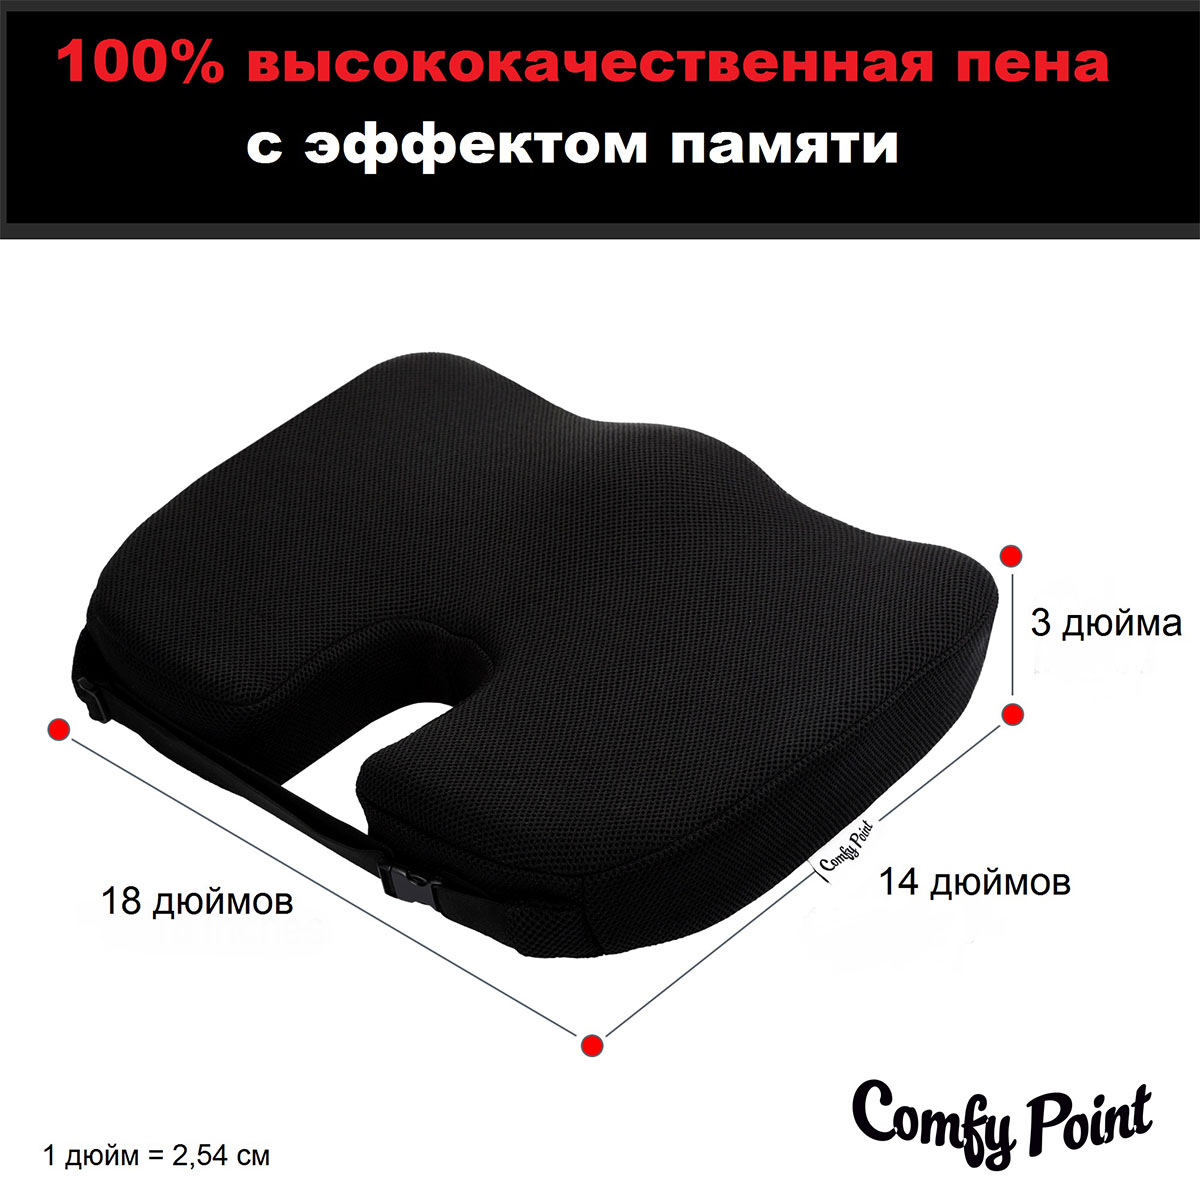 100% высококачественная пена
с эффектом памяти
3 дюйма
Comfy Point
14 дюймов
18 дюймов
Comfy Point
1 дюйм = 2,54 см